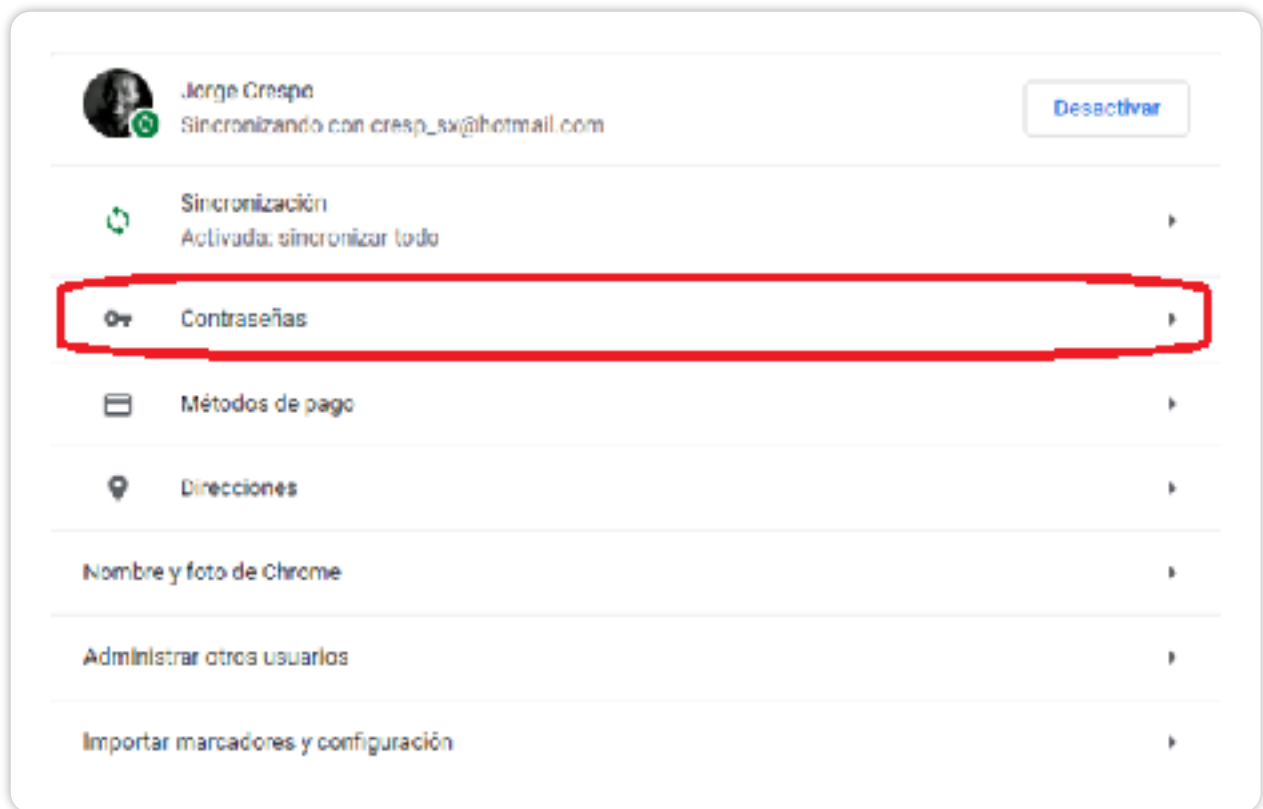 Jorge Crespo
Sincronizando con cresp_sx@hotmail.com
Desactivar
Sincronización
Activada: sincronizar todo
Contraseñas
Métodos de pago
Direcciones
Nombre y foto de Chrome
Administrar otros usuarios
Importar marcadores y configuración